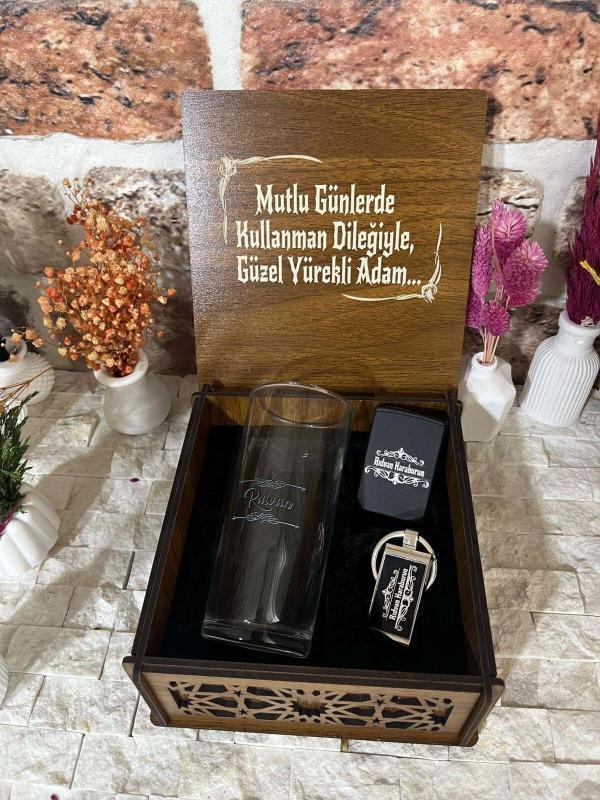 Mutlu Günlerde
Kullanman Dileğiyle,
Güzel Yürekli Adam...
Rıdvan
Rıdvan Karaburun
Rıdvan Karaburun